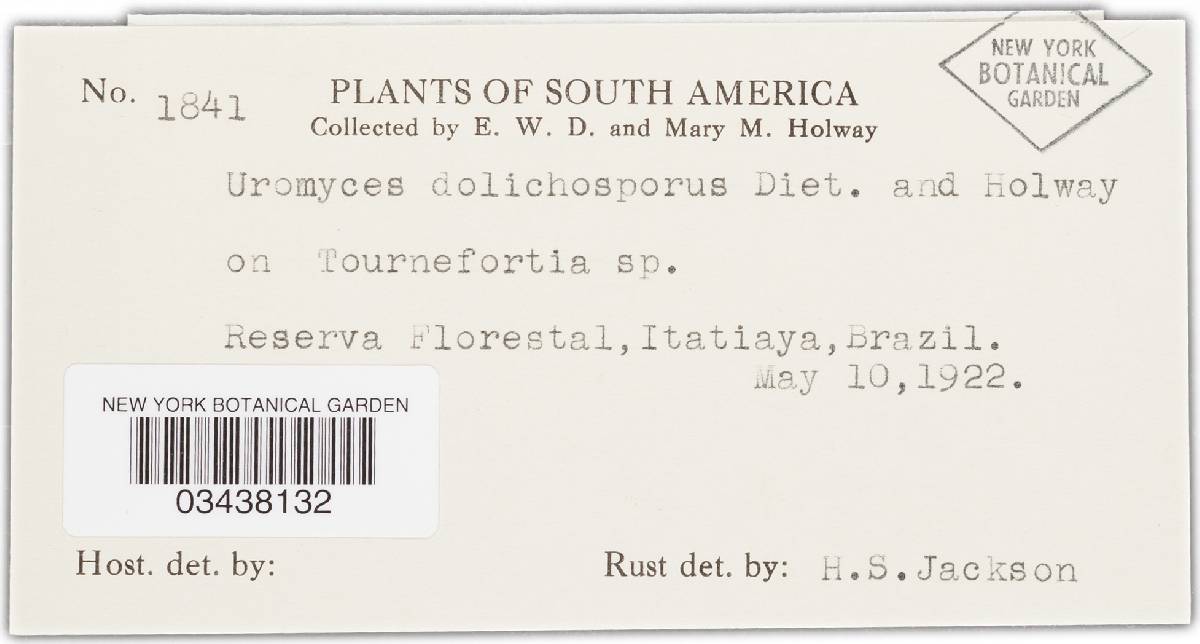 No. 1841
PLANTS OF SOUTH AMERICA
Collected by E. W. D. and Mary M. Holway
NEW YORK
BOTANICAL
GARDEN
Uromyces dolichosporus Diet. and Holway
on Tournefortia sp.
Reserva Florestal,Itatiaya,Brazil.
May 10,1922.
NEW YORK BOTANICAL GARDEN
03438132
Host. det. by:
Rust det. by: H.S.Jackson